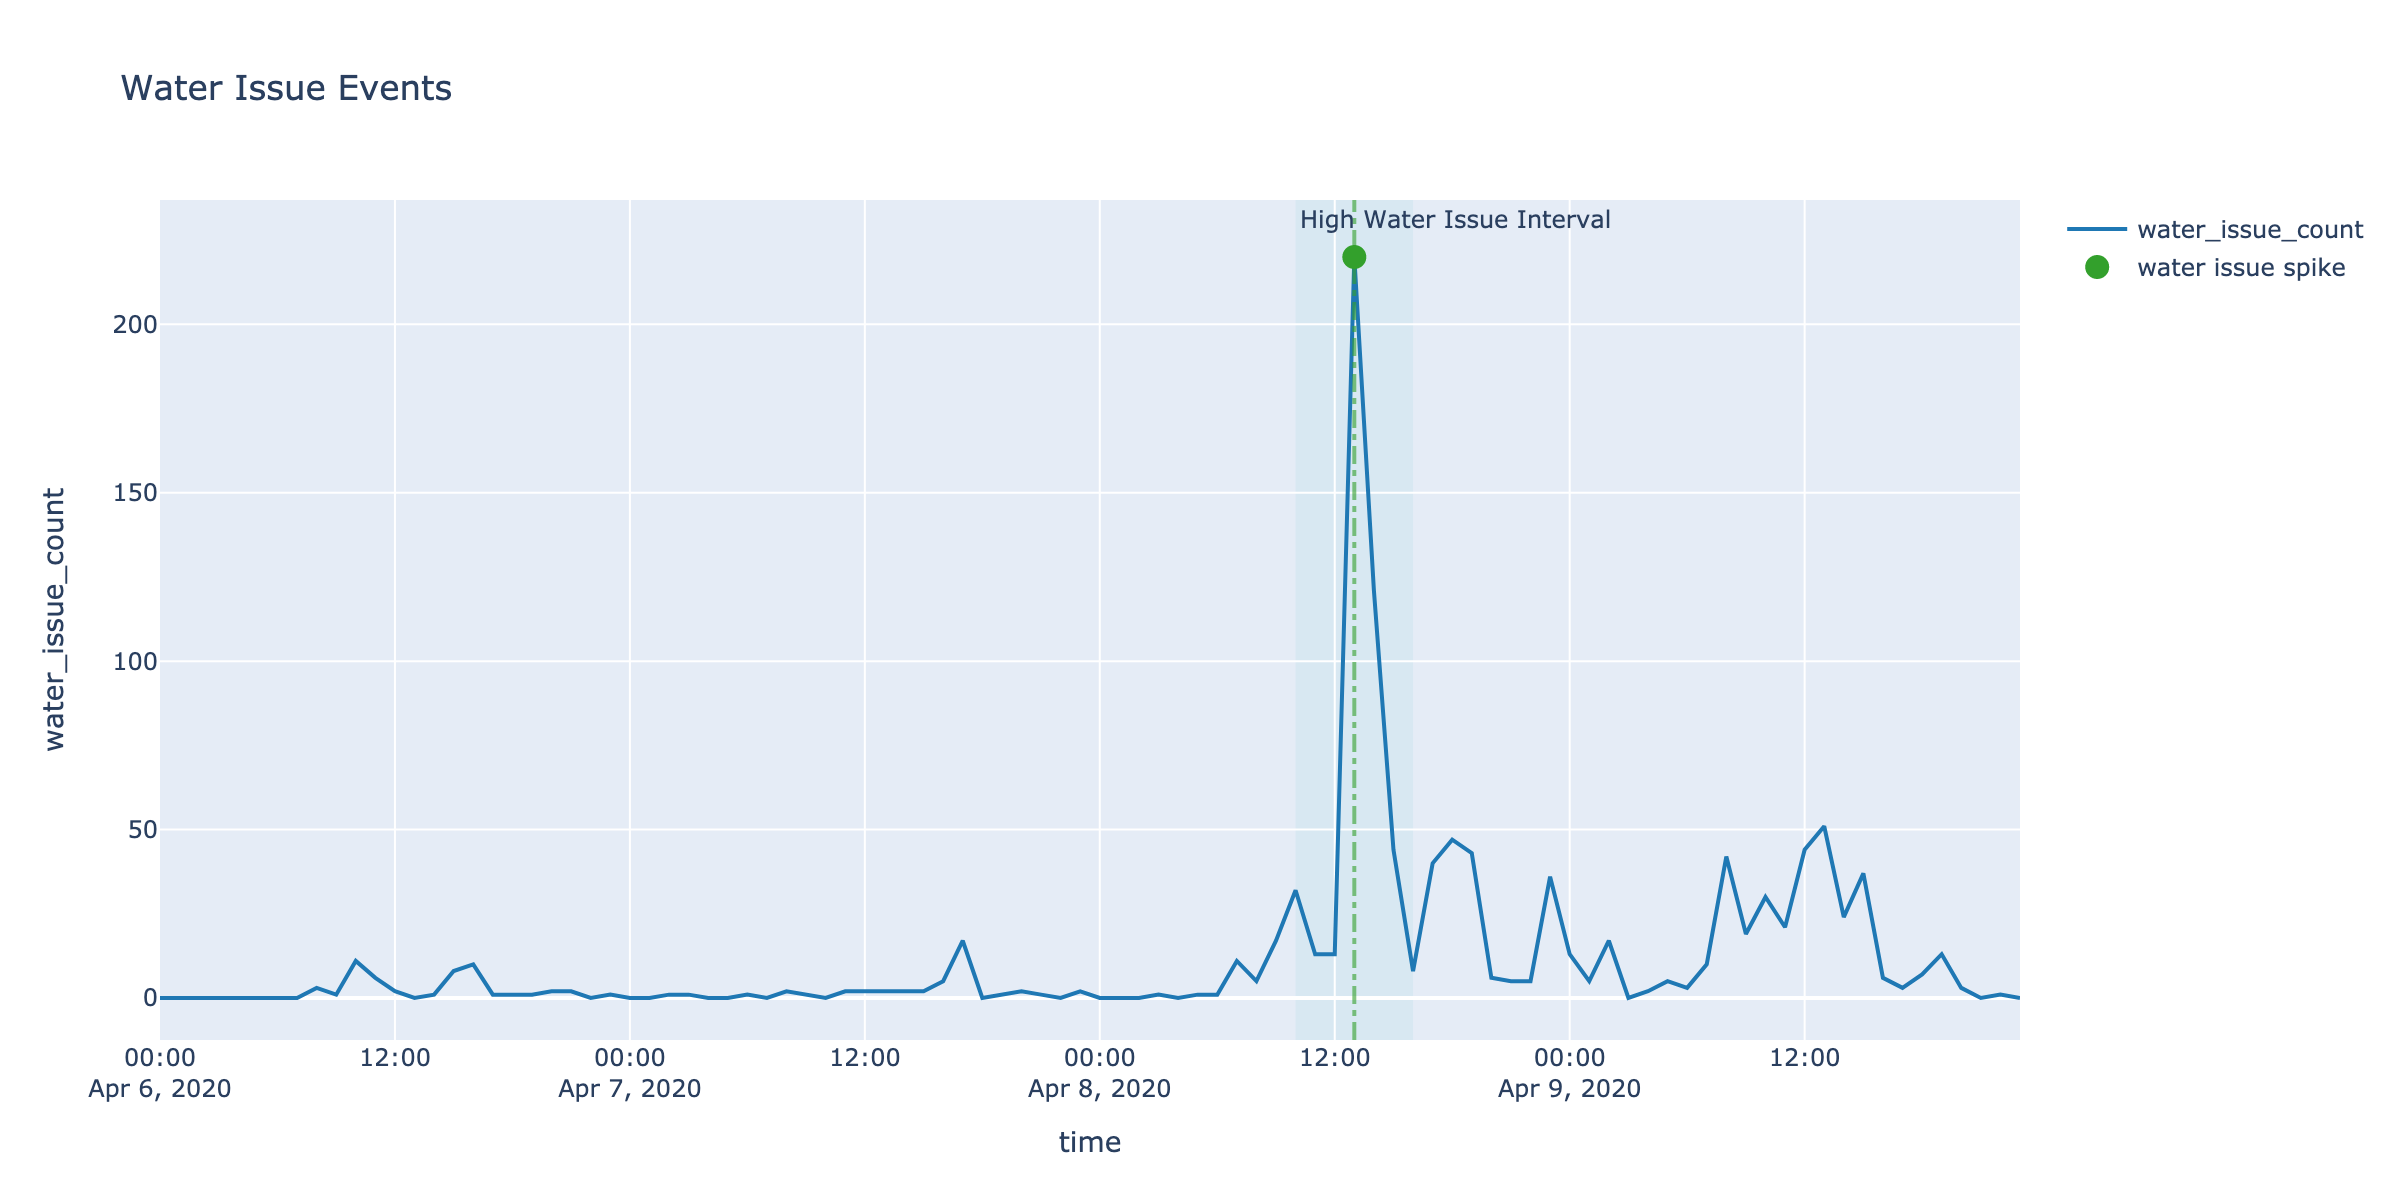 Water Issue Events
High Water Issue Interval
water_issue_count
water issue spike
water_issue_count
200
150
100
50
0
00:00 12:00 00:00 12:00 00:00 12:00 00:00 12:00
Apr 6, 2020 Apr 7, 2020 Apr 8, 2020 Apr 9, 2020
time